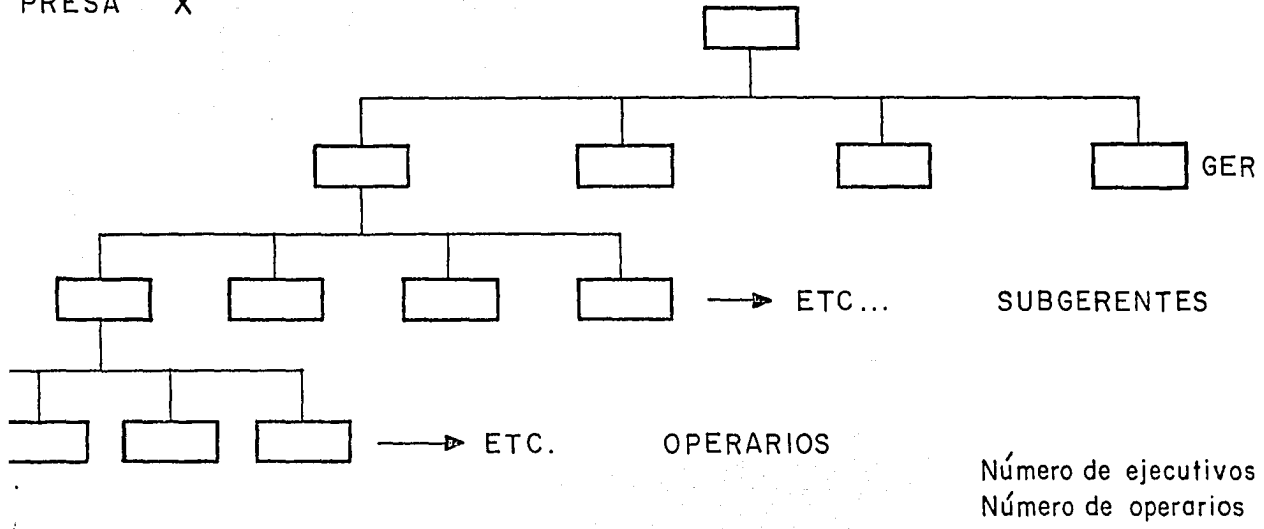 PRESA X
GER
ETC... SUBGERENTES
ETC. OPERARIOS
Número de ejecutivos
Número de operarios